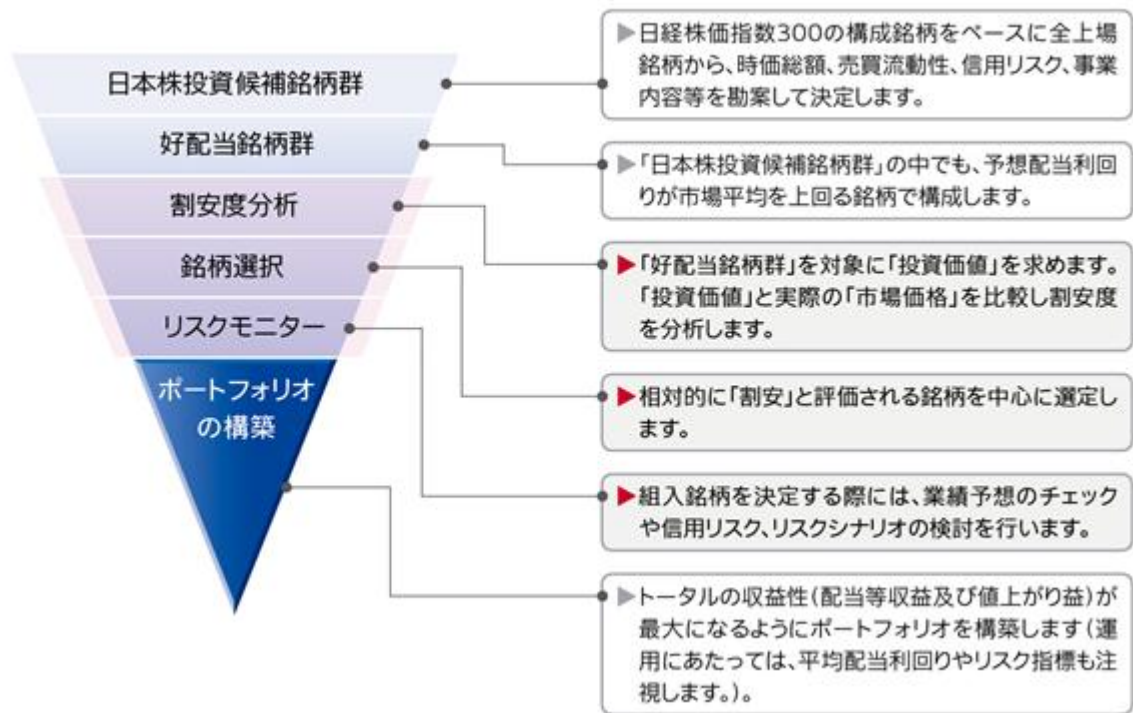 日本株投資候補銘柄群
好配当銘柄群
割安度分析
銘柄選択
リスクモニター
ポートフォリオ
の構築
▶日経株価指数300の構成銘柄をベースに全上場
銘柄から、時価総額、売買流動性、信用リスク、事業
内容等を勘案して決定します。
▶「日本株投資候補銘柄群」の中でも、予想配当利回
りが市場平均を上回る銘柄で構成します。
▶「好配当銘柄群」を対象に「投資価値」を求めます。
「投資価値」と実際の「市場価格」を比較し割安度
を分析します。
▶相対的に「割安」と評価される銘柄を中心に選定し
ます。
▶組入銘柄を決定する際には、業績予想のチェック
や信用リスク、リスクシナリオの検討を行います。
▶トータルの収益性(配当等収益及び値上がり益)が
最大になるようにポートフォリオを構築します(運
用にあたっては、平均配当利回りやリスク指標も注
視します。)。